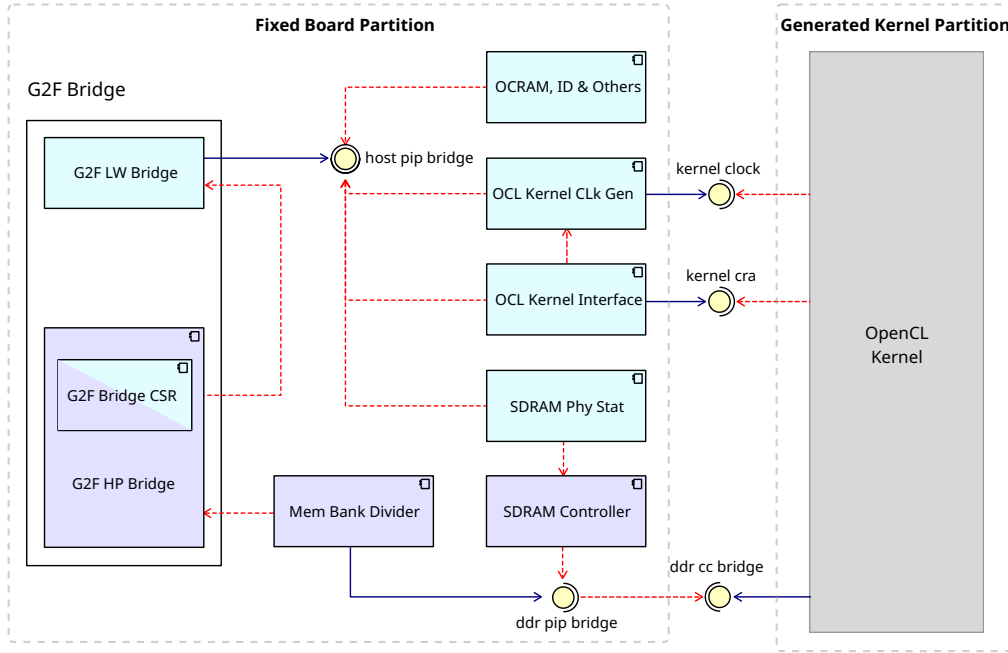 Fixed Board Partition
Generated Kernel Partition
G2F Bridge
OCRAM, ID & Others
G2F LW Bridge
host pip bridge
OCL Kernel CLk Gen
kernel clock
OCL Kernel Interface
kernel cra
OpenCL
Kernel
G2F Bridge CSR
SDRAM Phy Stat
G2F HP Bridge
Mem Bank Divider
SDRAM Controller
ddr cc bridge
ddr pip bridge